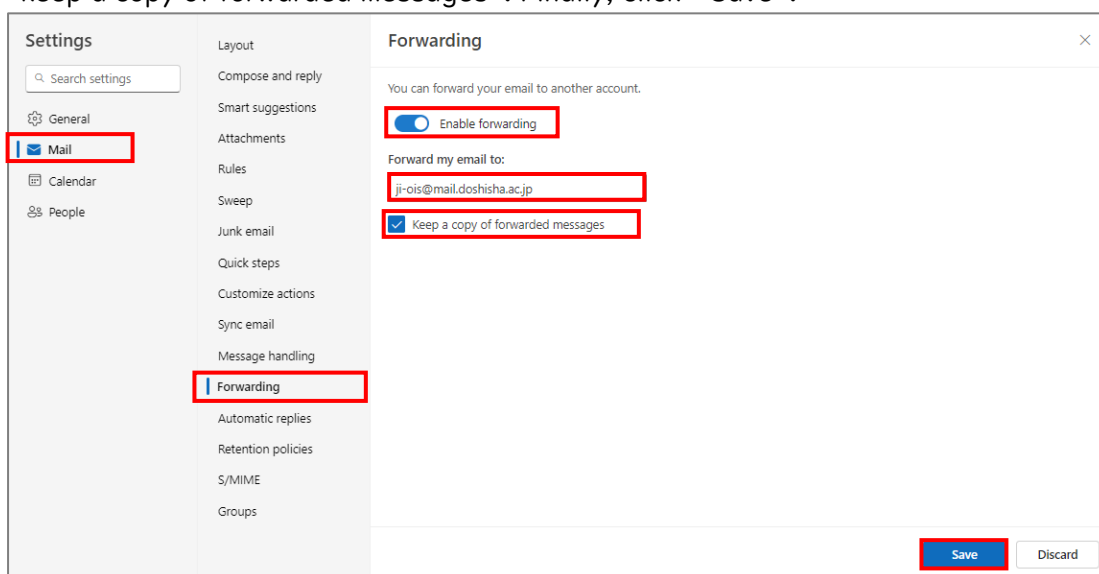 Settings
Search settings
General
Mail
Calendar
People
Layout
Compose and reply
Smart suggestions
Attachments
Rules
Sweep
Junk email
Quick steps
Customize actions
Sync email
Message handling
Forwarding
Automatic replies
Retention policies
S/MIME
Groups
Forwarding
You can forward your email to another account.
Enable forwarding
Forward my email to:
ji-ois@mail.doshisha.ac.jp
Keep a copy of forwarded messages
Save
Discard